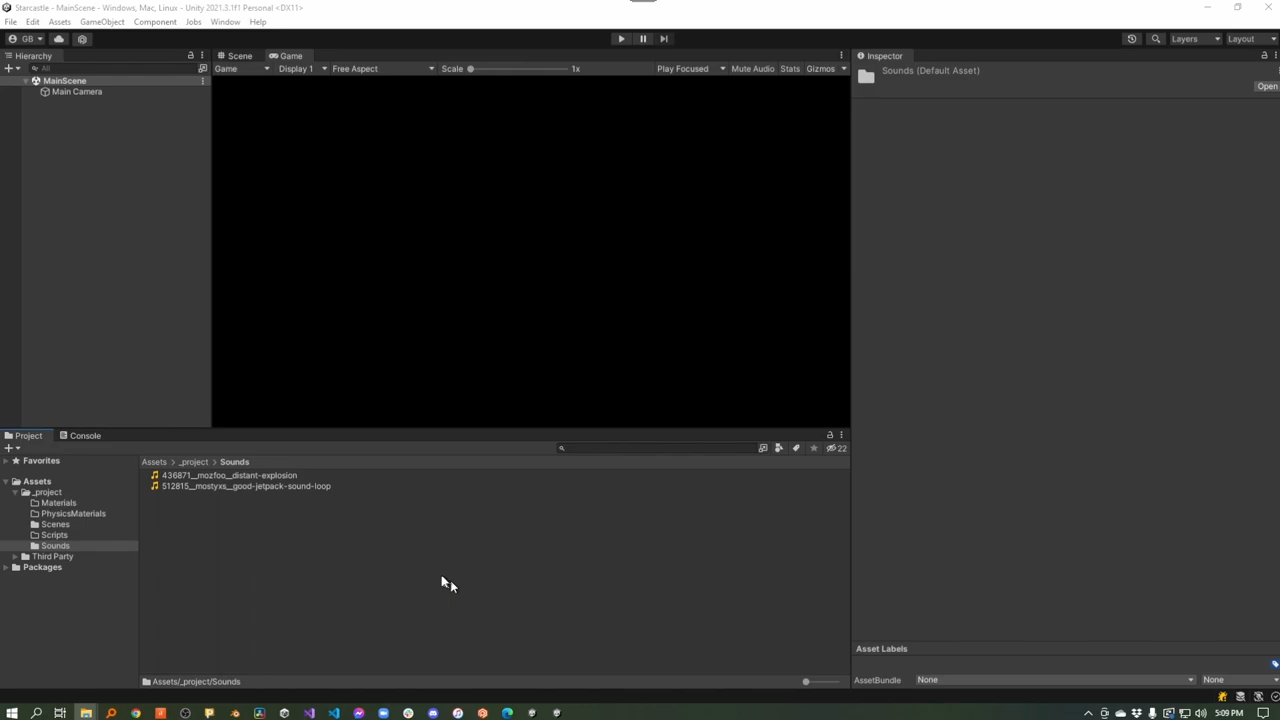 Starcastle - MainScene - Windows, Mac, Linux - Unity 2021.3.1f1 Personal <DX11>
File Edit Assets GameObject Component Jobs Window Help
GB Layers Layout
Hierarchy Scene Game Inspector
All Game Display 1 Free Aspect Scale 1x Play Focused Mute Audio Stats Gizmos Sounds (Default Asset)
MainScene Open
Main Camera
Project Console
22
Favorites Assets > _project > Sounds
436871__mozfoo__distant-explosion
Assets 512815__mostyxs__good-jetpack-sound-loop
_project
Materials
PhysicsMaterials
Scenes
Scripts
Sounds
Third Party
Packages
Asset Labels
Assets/_project/Sounds AssetBundle None None
5:09 PM